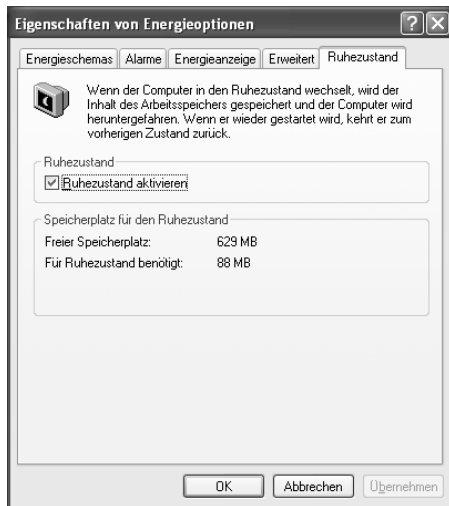 Eigenschaften von Energieoptionen
Energieschemas Alarme Energieanzeige Erweitert Ruhezustand
Wenn der Computer in den Ruhezustand wechselt, wird der
Inhalt des Arbeitsspeichers gespeichert und der Computer wird
heruntergefahren. Wenn er wieder gestartet wird, kehrt er zum
vorherigen Zustand zurück.
Ruhezustand
Ruhezustand aktivieren
Speicherplatz für den Ruhezustand
Freier Speicherplatz: 629 MB
Für Ruhezustand benötigt: 88 MB
OK Abbrechen Übernehmen